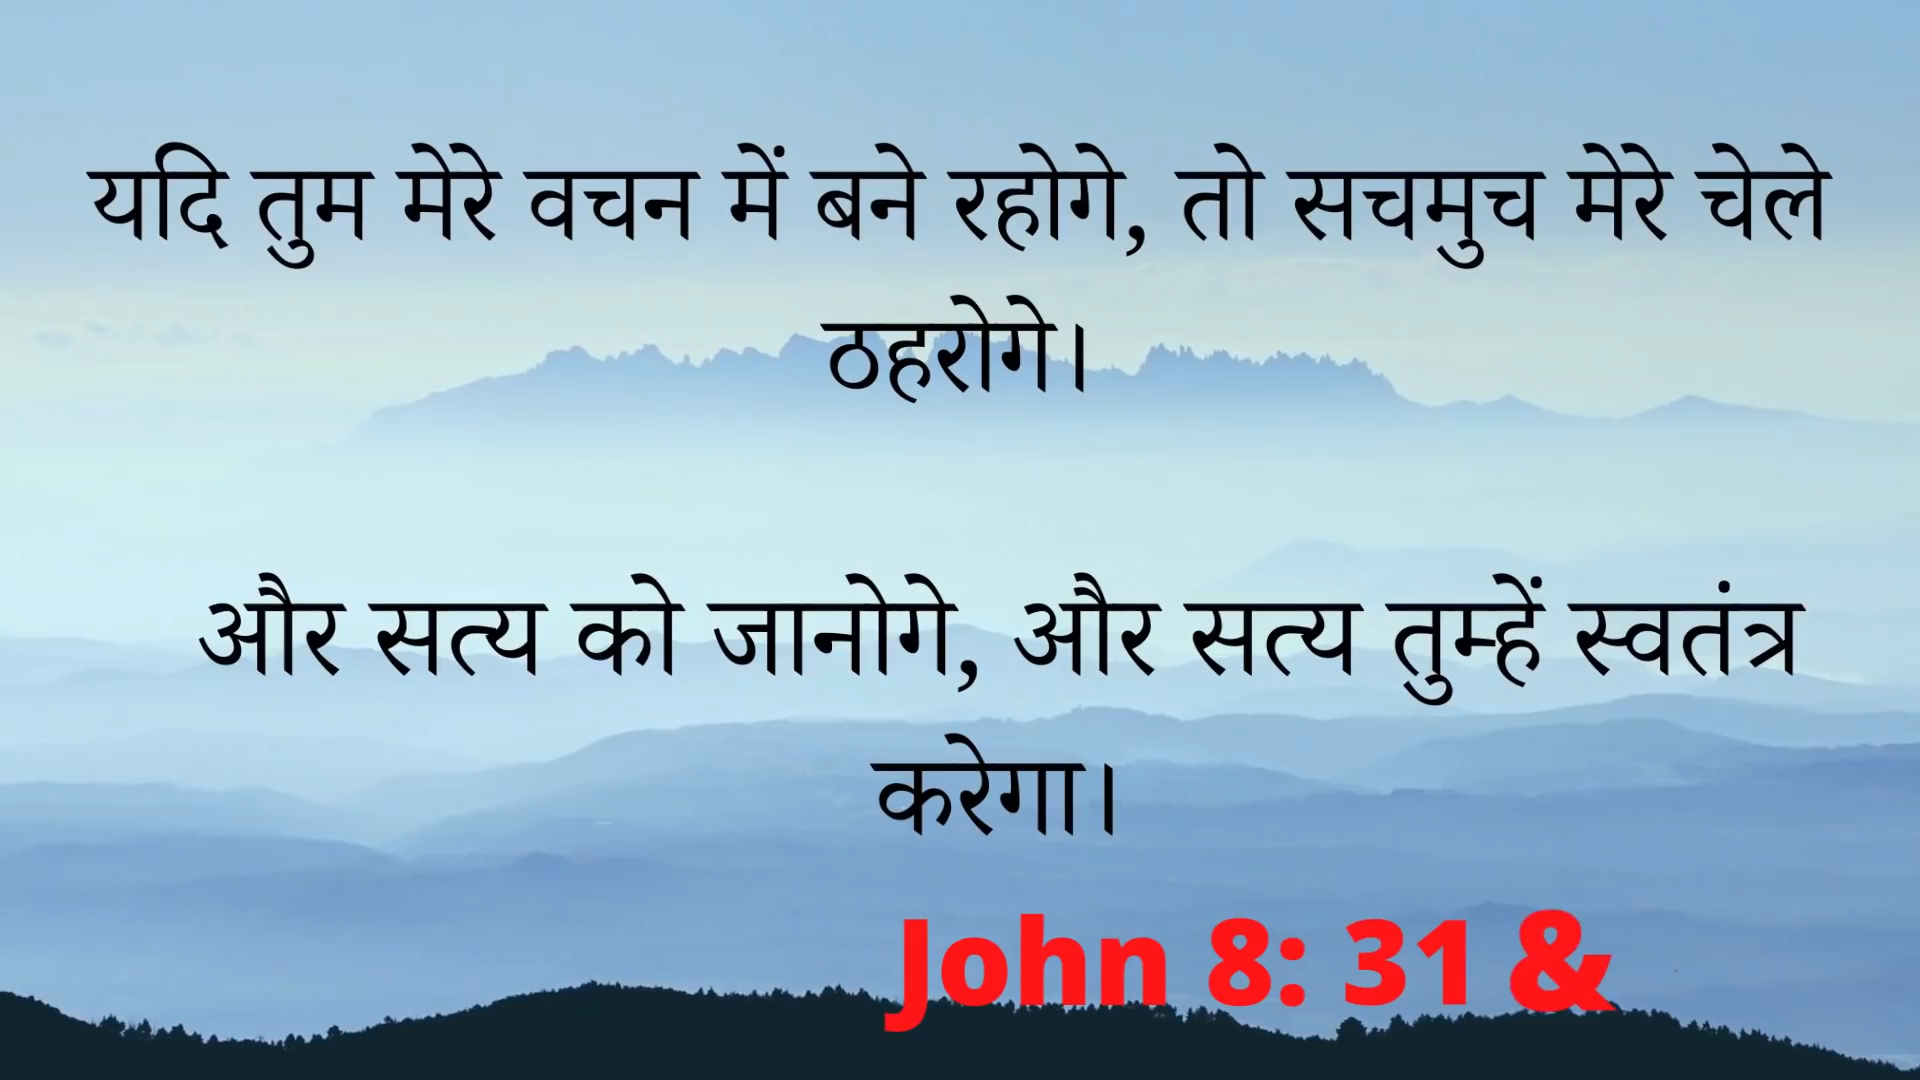 यदि तुम मेरे वचन में बने रहोगे, तो सचमुच मेरे चेले
ठहरोगे।
और सत्य को जानोगे, और सत्य तुम्हें स्वतंत्र
करेगा।
John 8: 31 &